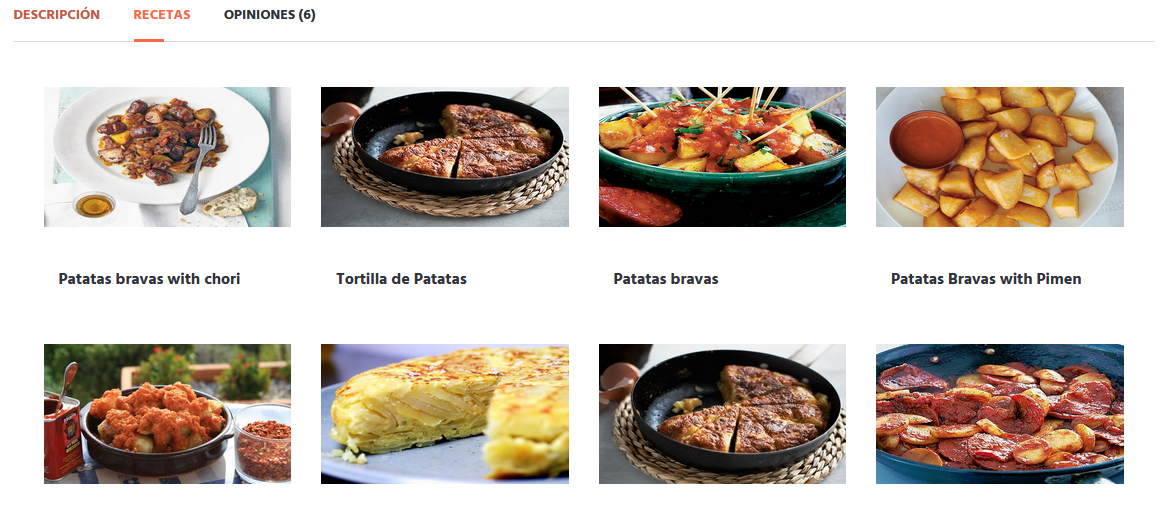 DESCRIPCIÓN RECETAS OPINIONES (6)
Patatas bravas with chori
Tortilla de Patatas
Patatas bravas
Patatas Bravas with Pimen